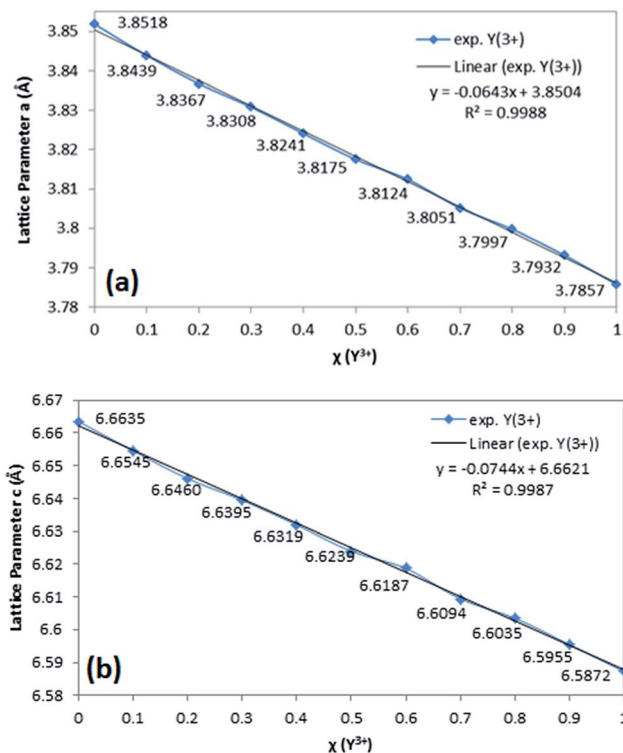 3.85
3.84
3.83
3.82
3.81
3.8
3.79
3.78
Lattice Parameter a (Å)
3.8518
3.8439
3.8367
3.8308
3.8241
3.8175
3.8124
3.8051
3.7997
3.7932
3.7857
exp. Y(3+)
Linear (exp. Y(3+))
y = -0.0643x + 3.8504
R² = 0.9988
(a)
0 0.1 0.2 0.3 0.4 0.5 0.6 0.7 0.8 0.9 1
χ (Y³⁺)
6.67
6.66
6.65
6.64
6.63
6.62
6.61
6.6
6.59
6.58
Lattice Parameter c (Å)
6.6635
6.6545
6.6460
6.6395
6.6319
6.6239
6.6187
6.6094
6.6035
6.5955
6.5872
exp. Y(3+)
Linear (exp. Y(3+))
y = -0.0744x + 6.6621
R² = 0.9987
(b)
0 0.1 0.2 0.3 0.4 0.5 0.6 0.7 0.8 0.9 1
χ (Y³⁺)